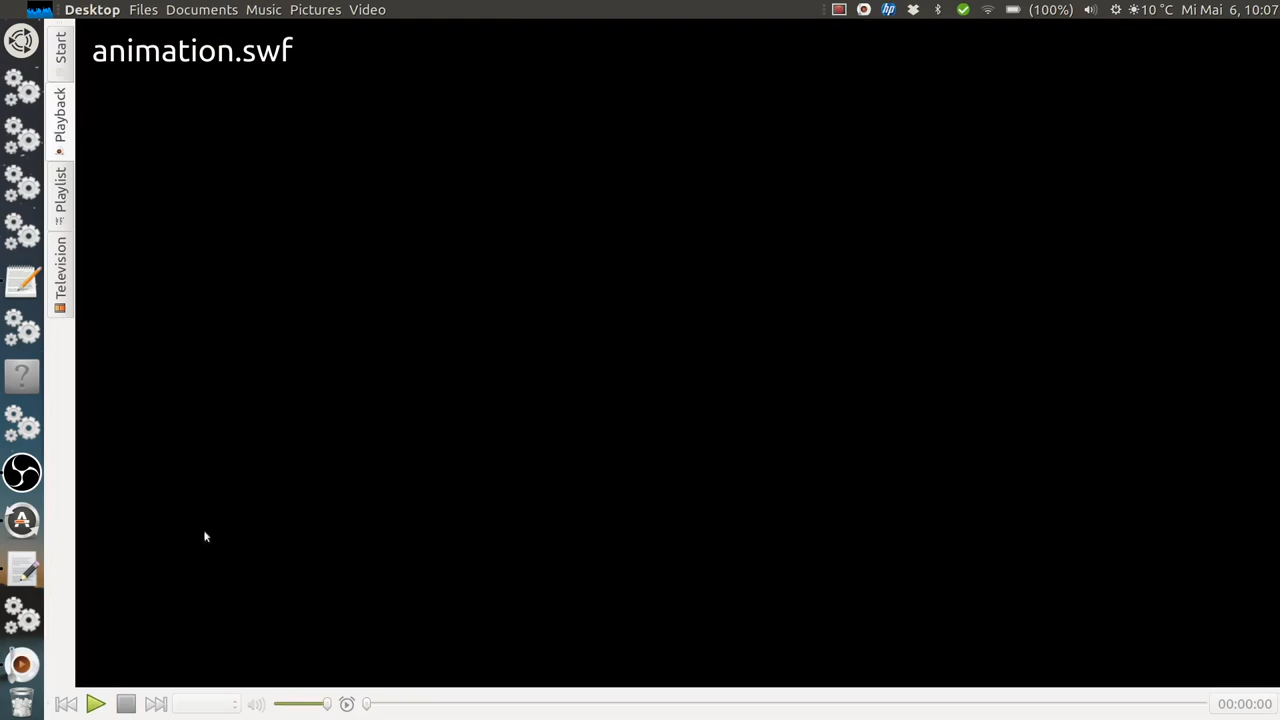 Desktop Files Documents Music Pictures Video
(100%) 10 °C Mi Mai 6, 10:07
Start
Playback
Playlist
Television
animation.swf
00:00:00